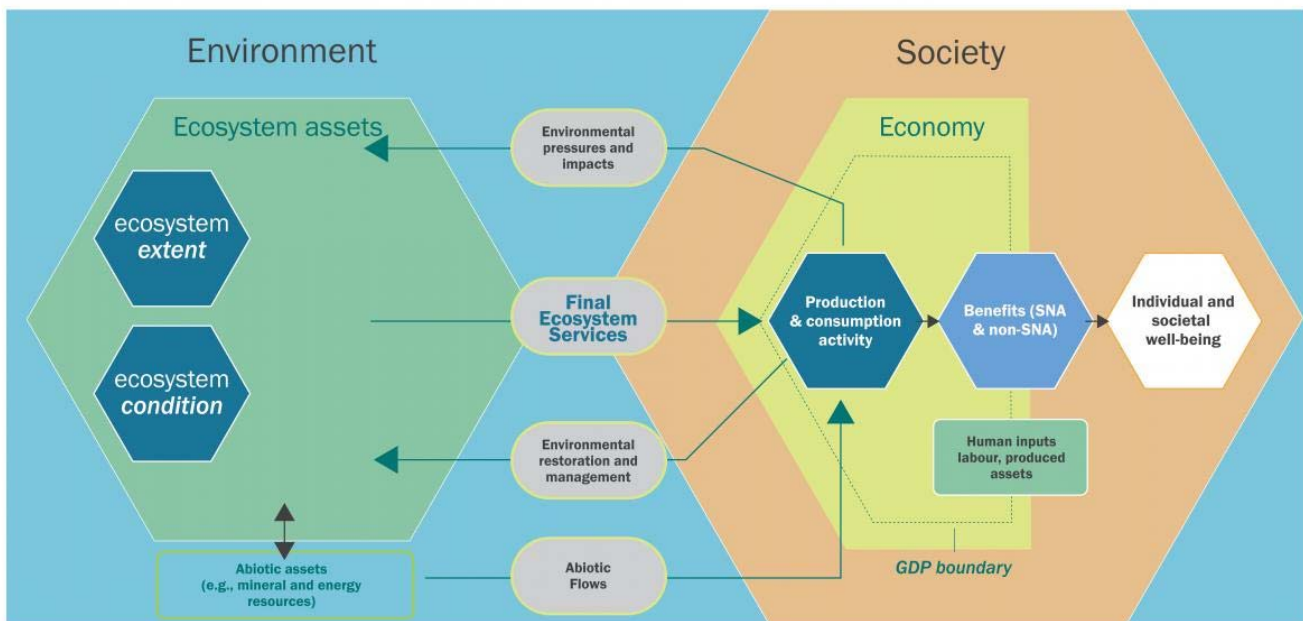 Environment
Society
Ecosystem assets
Economy
Environmental
pressures and
impacts
ecosystem
extent
Final
Ecosystem
Services
Production
& consumption
activity
Benefits (SNA
& non-SNA)
Individual and
societal
well-being
ecosystem
condition
Environmental
restoration and
management
Human inputs
labour, produced
assets
Abiotic assets
(e.g., mineral and energy
resources)
Abiotic
Flows
GDP boundary